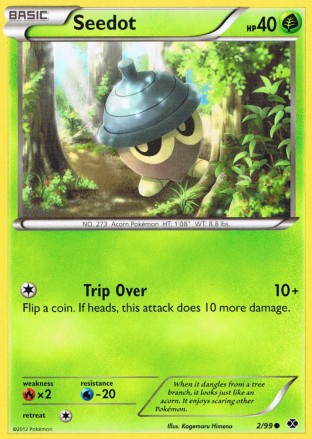 BASIC
Seedot
HP40
NO. 273 Acorn Pokémon HT: 1'08" WT: 8.8 lbs.
Trip Over 10+
Flip a coin. If heads, this attack does 10 more damage.
weakness
×2
resistance
-20
retreat
When it dangles from a tree
branch, it looks just like an
acorn. It enjoys scaring other
Pokémon.
©2012 Pokémon
Illus. Kagemaru Himeno
2/99